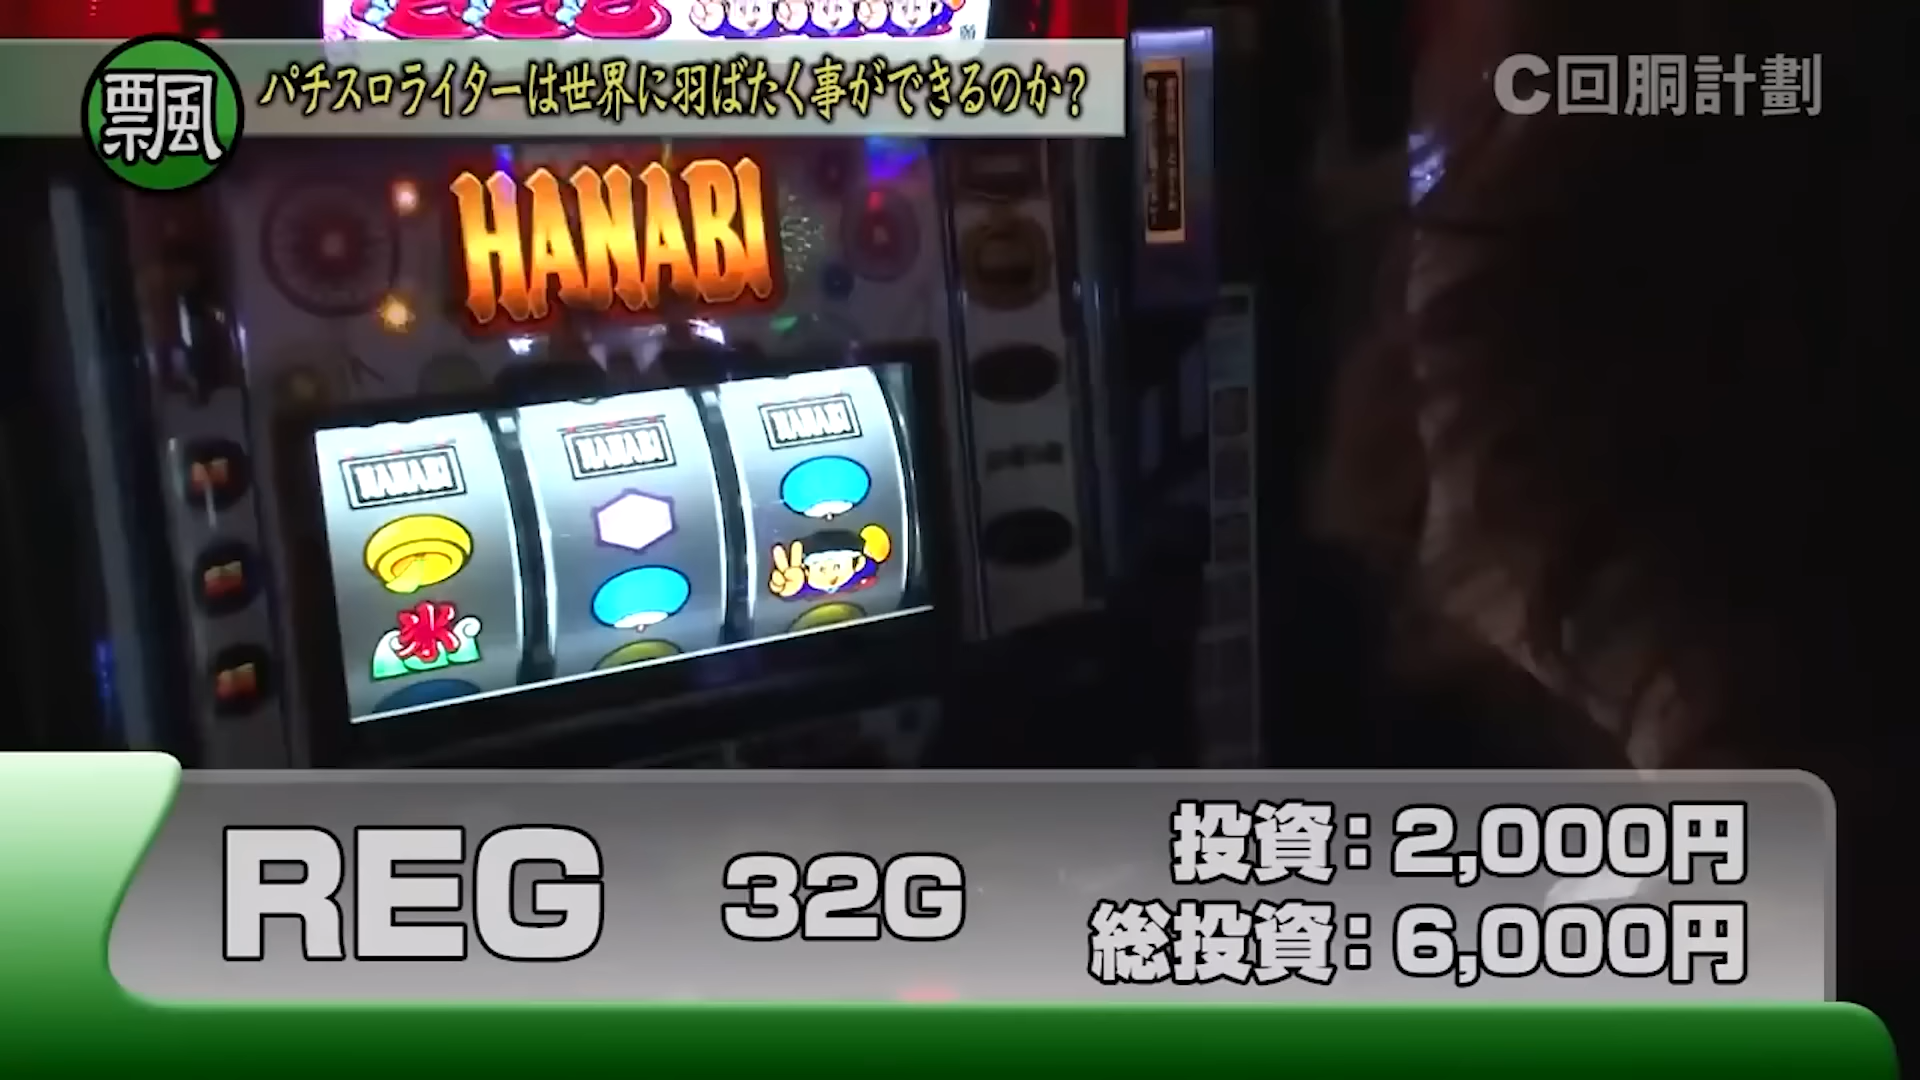 飄
パチスロライターは世界に羽ばたく事ができるのか?
C回胴計劃
HANABI
HANABI HANABI HANABI
氷
REG 32G 投資:2,000円
総投資:6,000円